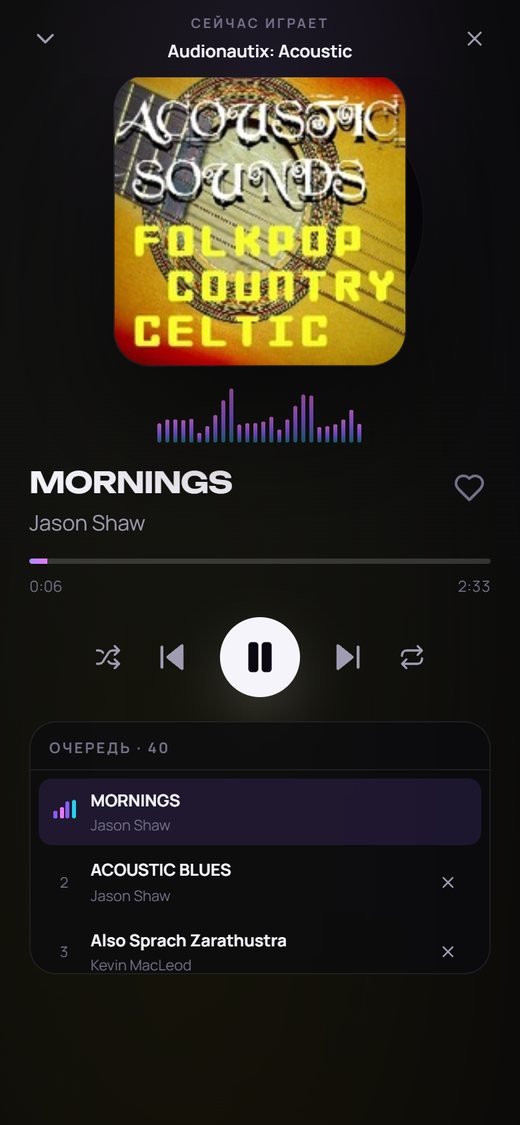 СЕЙЧАС ИГРАЕТ
Audionautix: Acoustic
ACOUSTIC
SOUNDS
FOLKPOP
COUNTRY
CELTIC
MORNINGS
Jason Shaw
0:06
2:33
ОЧЕРЕДЬ · 40
MORNINGS
Jason Shaw
2
ACOUSTIC BLUES
Jason Shaw
3
Also Sprach Zarathustra
Kevin MacLeod